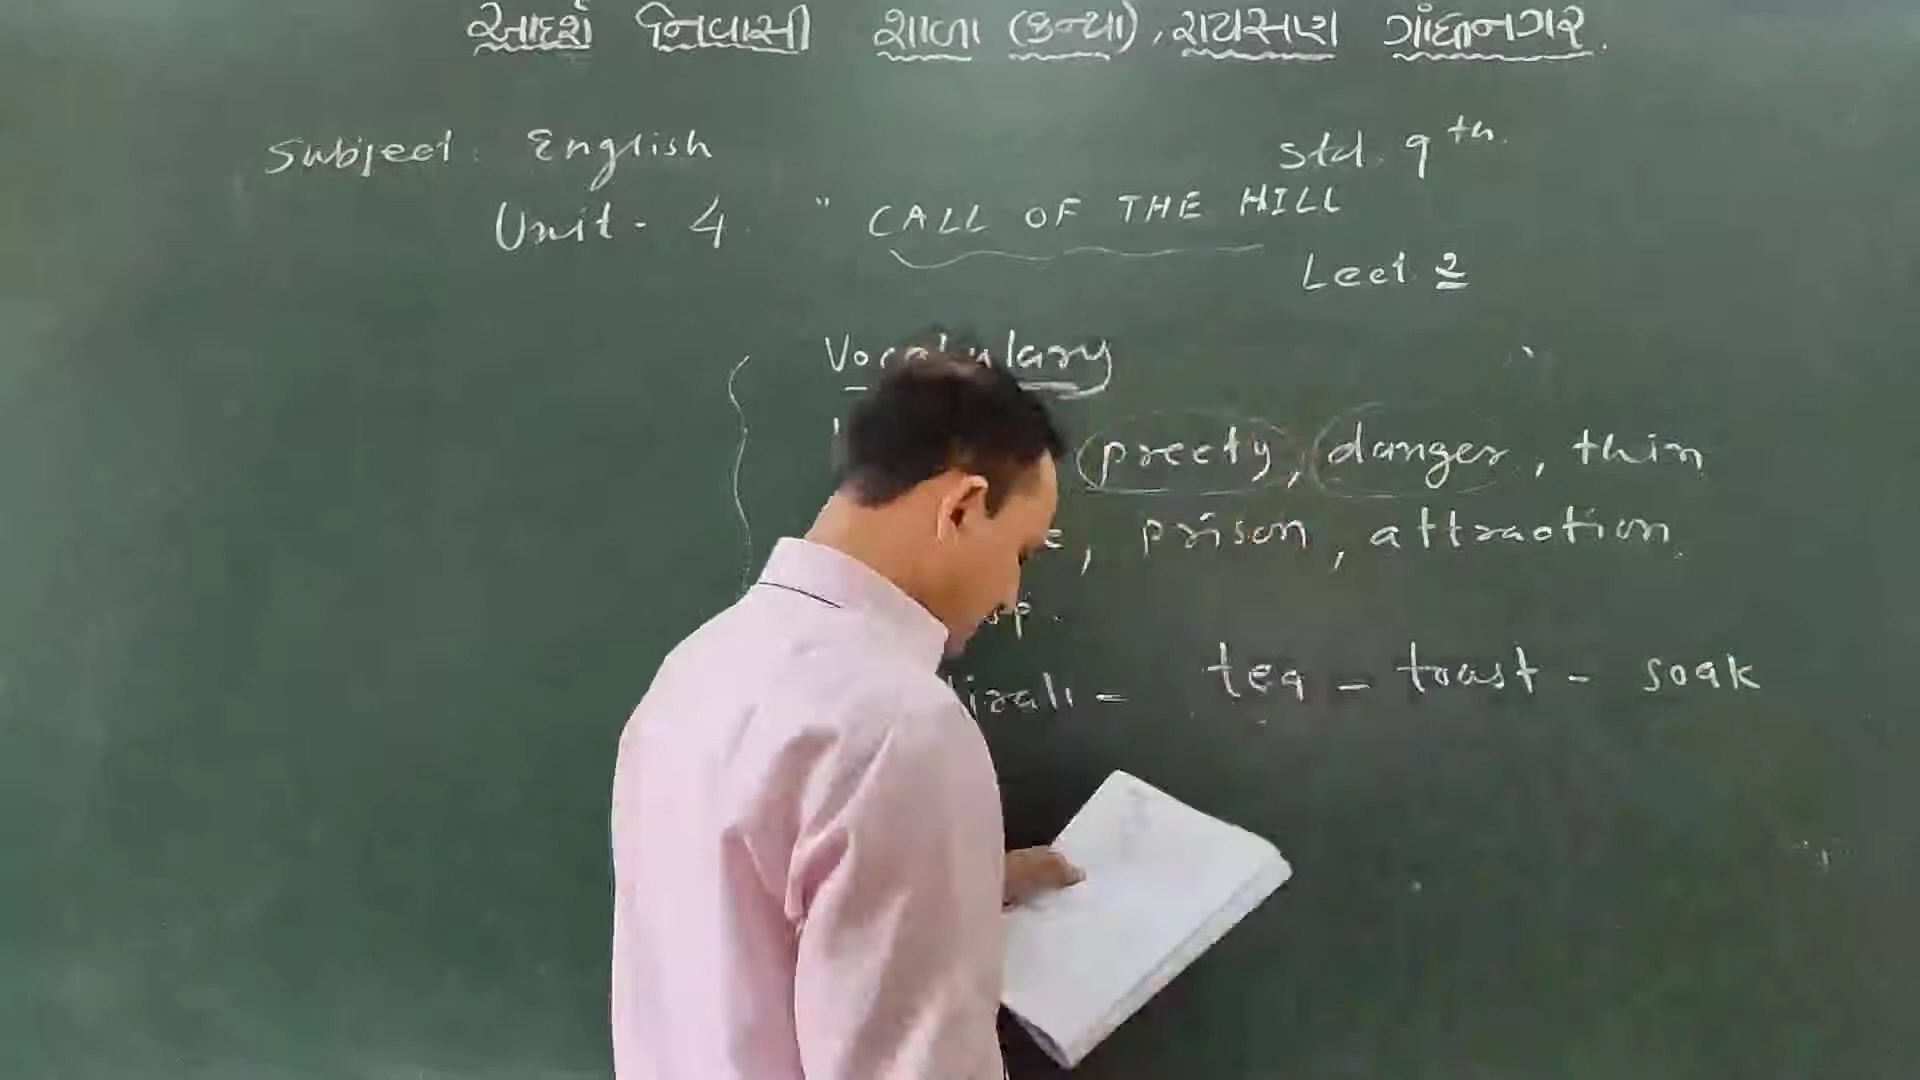 આદર્શ નિવાસી શાળા (કન્યા), રાયસણ ગાંધીનગર.
Subject: English
Std. 9th.
Unit - 4 " CALL OF THE HILL
Lect 2
Vocabulary
preety, danger, thin
, prison, attraction.
= tea - toast - soak